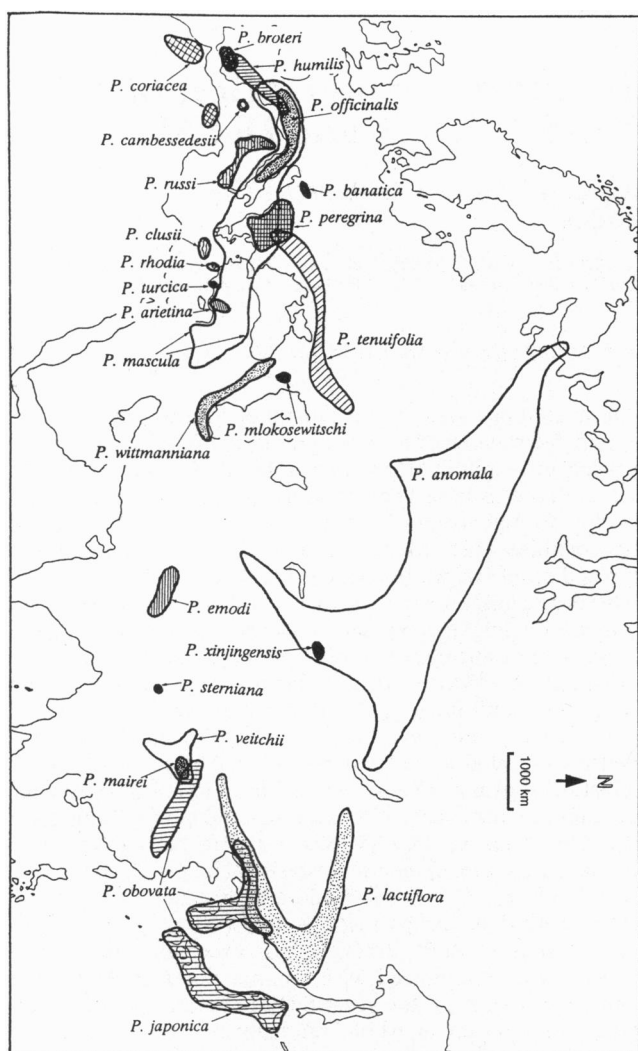 P. broteri
P. humilis
P. coriacea
P. officinalis
P. cambessedesii
P. russi
P. banatica
P. peregrina
P. clusii
P. rhodia
P. turcica
P. arietina
P. tenuifolia
P. mascula
P. mlokosewitschi
P. wittmanniana
P. anomala
P. emodi
P. xinjingensis
P. sterniana
P. veitchii
P. mairei
N
1000 km
P. obovata
P. lactiflora
P. japonica